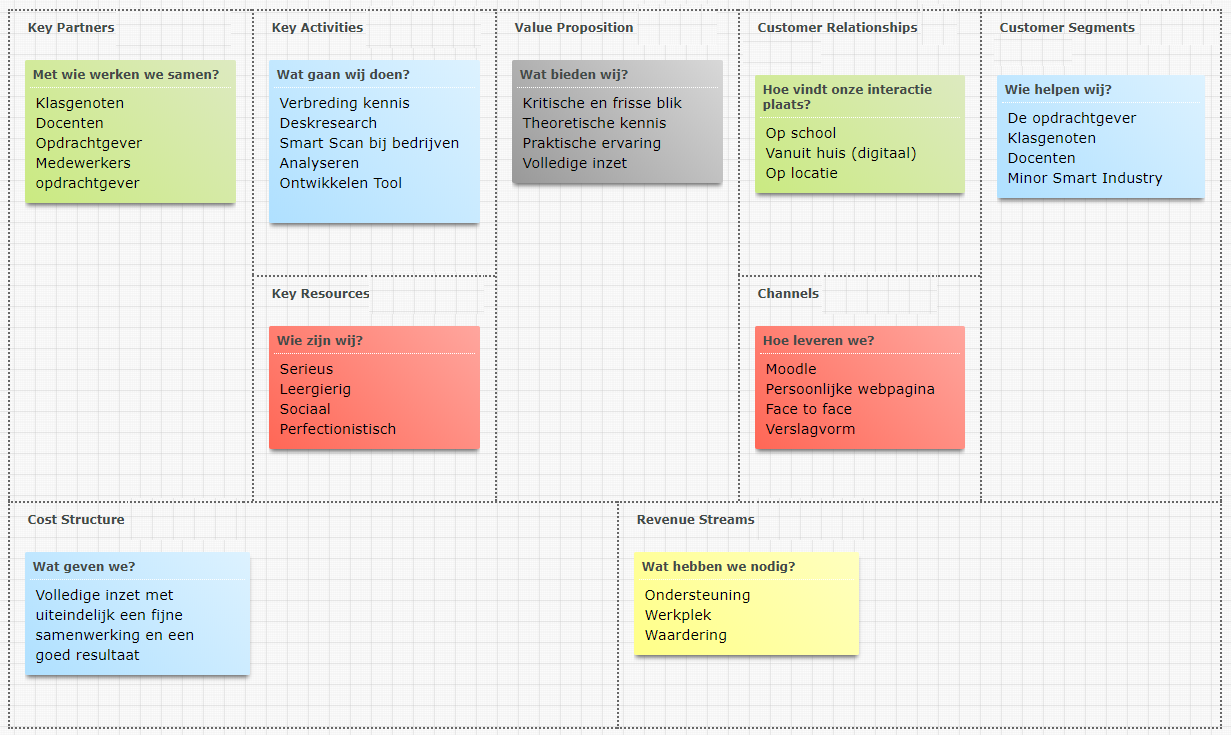 Key Partners
Met wie werken we samen?
Klasgenoten
Docenten
Opdrachtgever
Medewerkers
opdrachtgever
Key Activities
Wat gaan wij doen?
Verbreding kennis
Deskresearch
Smart Scan bij bedrijven
Analyseren
Ontwikkelen Tool
Key Resources
Wie zijn wij?
Serieus
Leergierig
Sociaal
Perfectionistisch
Value Proposition
Wat bieden wij?
Kritische en frisse blik
Theoretische kennis
Praktische ervaring
Volledige inzet
Customer Relationships
Hoe vindt onze interactie
plaats?
Op school
Vanuit huis (digitaal)
Op locatie
Channels
Hoe leveren we?
Moodle
Persoonlijke webpagina
Face to face
Verslagvorm
Customer Segments
Wie helpen wij?
De opdrachtgever
Klasgenoten
Docenten
Minor Smart Industry
Cost Structure
Wat geven we?
Volledige inzet met
uiteindelijk een fijne
samenwerking en een
goed resultaat
Revenue Streams
Wat hebben we nodig?
Ondersteuning
Werkplek
Waardering